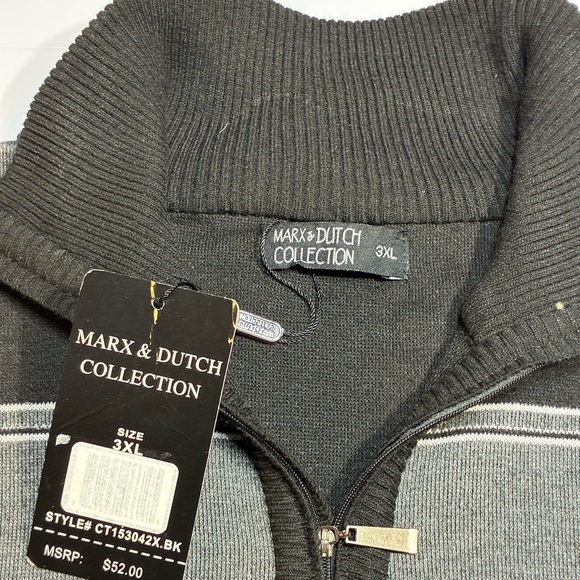 MARX & DUTCH
COLLECTION
3XL
MARX & DUTCH
COLLECTION
SIZE
3XL
STYLE# CT153042X.BK
MSRP: $52.00